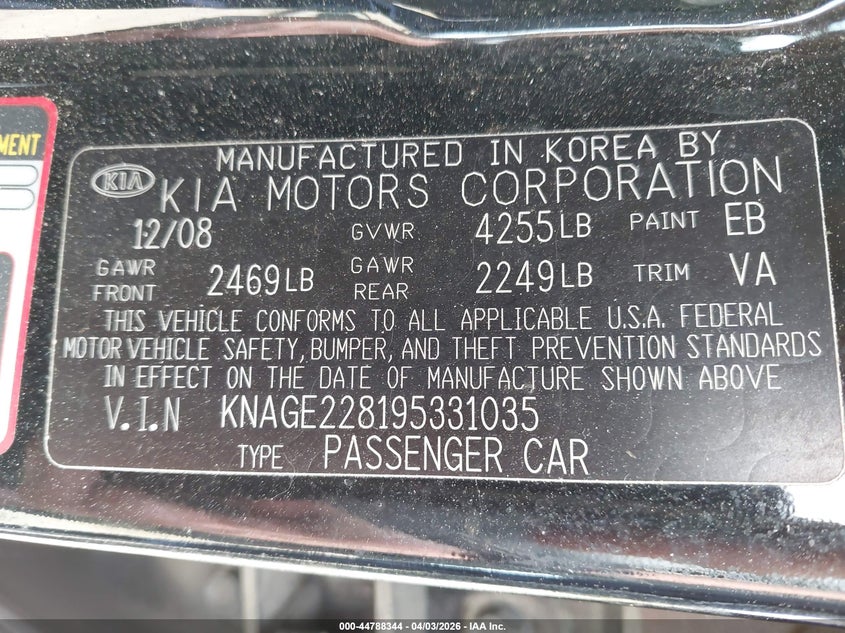 MENT
MANUFACTURED IN KOREA BY
KIA KIA MOTORS CORPORATION
12/08 GVWR 4255LB PAINT EB
GAWR FRONT 2469LB GAWR REAR 2249LB TRIM VA
THIS VEHICLE CONFORMS TO ALL APPLICABLE U.S.A. FEDERAL
MOTOR VEHICLE SAFETY, BUMPER, AND THEFT PREVENTION STANDARDS
IN EFFECT ON THE DATE OF MANUFACTURE SHOWN ABOVE
V.I.N KNAGE228195331035
TYPE PASSENGER CAR
000-44788344 | 04/03/2026 - IAA Inc.